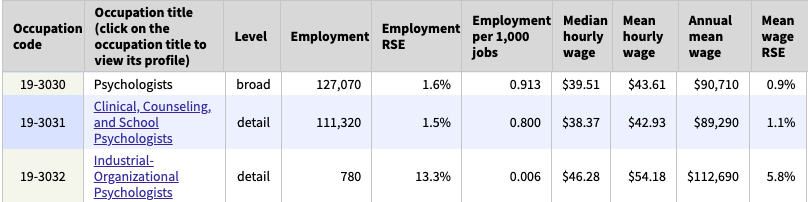 Occupation code Occupation title (click on the occupation title to view its profile) Level Employment Employment RSE Employment per 1,000 jobs Median hourly wage Mean hourly wage Annual mean wage Mean wage RSE
19-3030 Psychologists broad 127,070 1.6% 0.913 $39.51 $43.61 $90,710 0.9%
19-3031 Clinical, Counseling, and School Psychologists detail 111,320 1.5% 0.800 $38.37 $42.93 $89,290 1.1%
19-3032 Industrial-Organizational Psychologists detail 780 13.3% 0.006 $46.28 $54.18 $112,690 5.8%